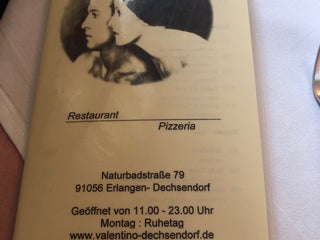 Restaurant
Pizzeria
Naturbadstraße 79
91056 Erlangen- Dechsendorf
Geöffnet von 11.00 - 23.00 Uhr
Montag : Ruhetag
www.valentino-dechsendorf.de